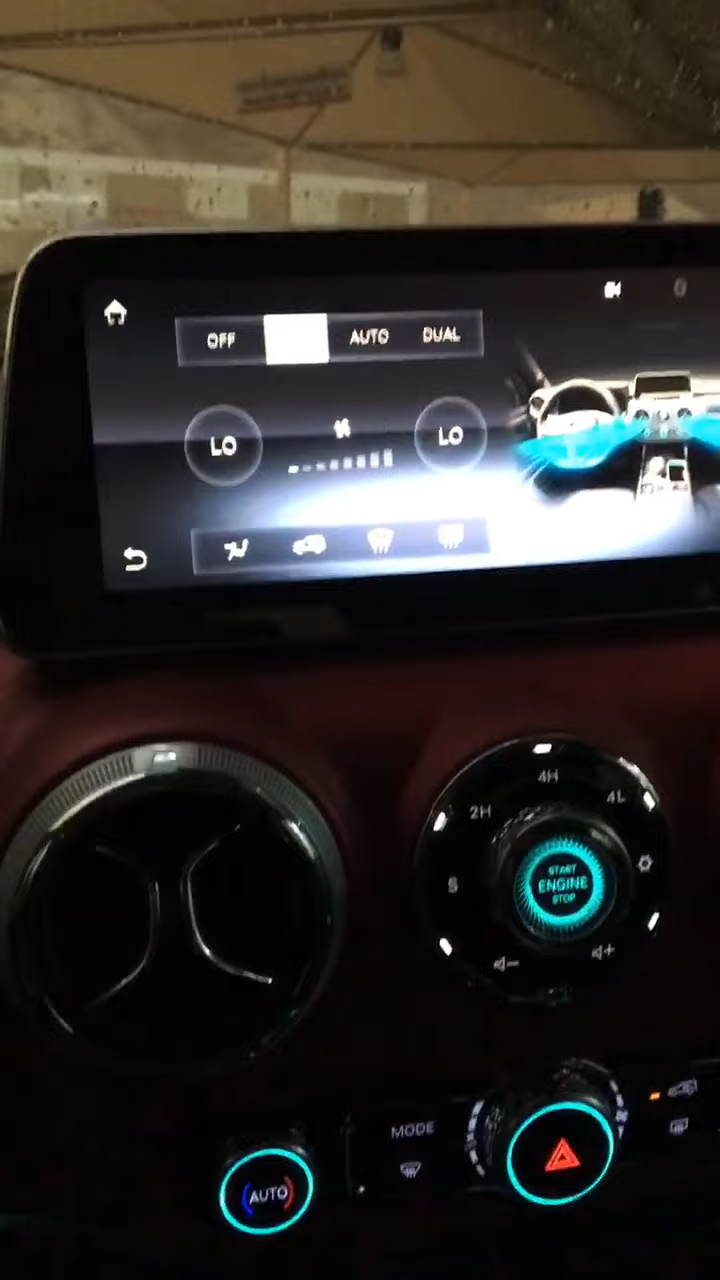 OFF AUTO DUAL
LO LO
4H
2H 4L
START
ENGINE
STOP
S
MODE
AUTO